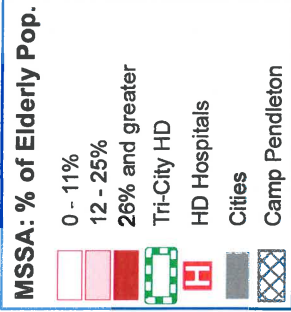 MSSA: % of Elderly Pop.
0 - 11%
12 - 25%
26% and greater
Tri-City HD
H HD Hospitals
Cities
Camp Pendleton